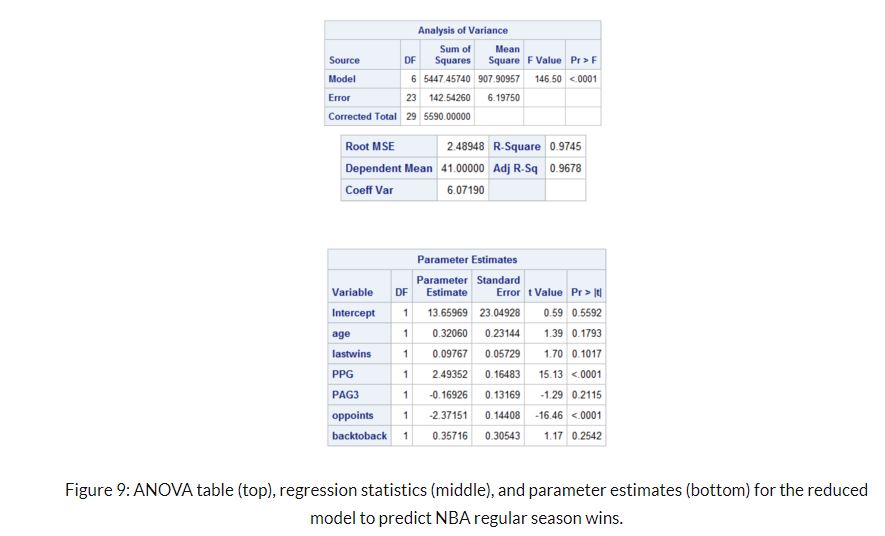 Analysis of Variance
Source DF Sum of Squares Mean Square F Value Pr > F
Model 6 5447.45740 907.90957 146.50 <.0001
Error 23 142.54260 6.19750
Corrected Total 29 5590.00000
Root MSE 2.48948 R-Square 0.9745
Dependent Mean 41.00000 Adj R-Sq 0.9678
Coeff Var 6.07190
Parameter Estimates
Variable DF Parameter Estimate Standard Error t Value Pr > |t|
Intercept 1 13.65969 23.04928 0.59 0.5592
age 1 0.32060 0.23144 1.39 0.1793
lastwins 1 0.09767 0.05729 1.70 0.1017
PPG 1 2.49352 0.16483 15.13 <.0001
PAG3 1 -0.16926 0.13169 -1.29 0.2115
oppoints 1 -2.37151 0.14408 -16.46 <.0001
backtoback 1 0.35716 0.30543 1.17 0.2542
Figure 9: ANOVA table (top), regression statistics (middle), and parameter estimates (bottom) for the reduced
model to predict NBA regular season wins.